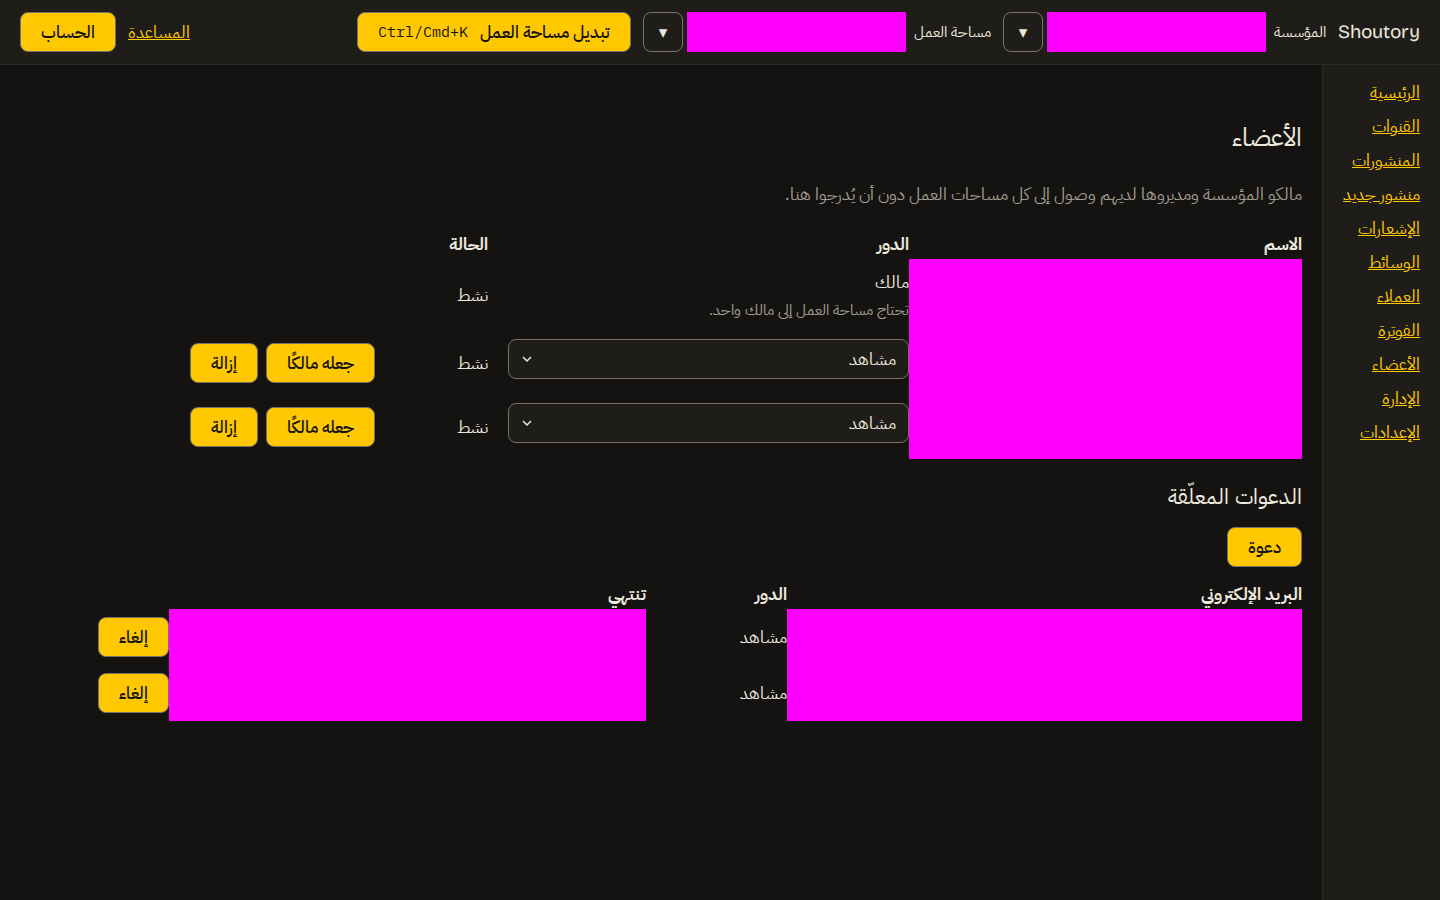 Shoutory
المؤسسة
▼
مساحة العمل
▼
تبديل مساحة العمل Ctrl/Cmd+K
المساعدة
الحساب
الرئيسية
القنوات
المنشورات
منشور جديد
الإشعارات
الوسائط
العملاء
الفوترة
الأعضاء
الإدارة
الإعدادات
الأعضاء
مالكو المؤسسة ومديروها لديهم وصول إلى كل مساحات العمل دون أن يُدرجوا هنا.
الاسم الدور الحالة
مالك
تحتاج مساحة العمل إلى مالك واحد.
نشط
مشاهد نشط جعله مالكًا إزالة
مشاهد نشط جعله مالكًا إزالة
الدعوات المعلّقة
دعوة
البريد الإلكتروني الدور تنتهي
مشاهد إلغاء
مشاهد إلغاء